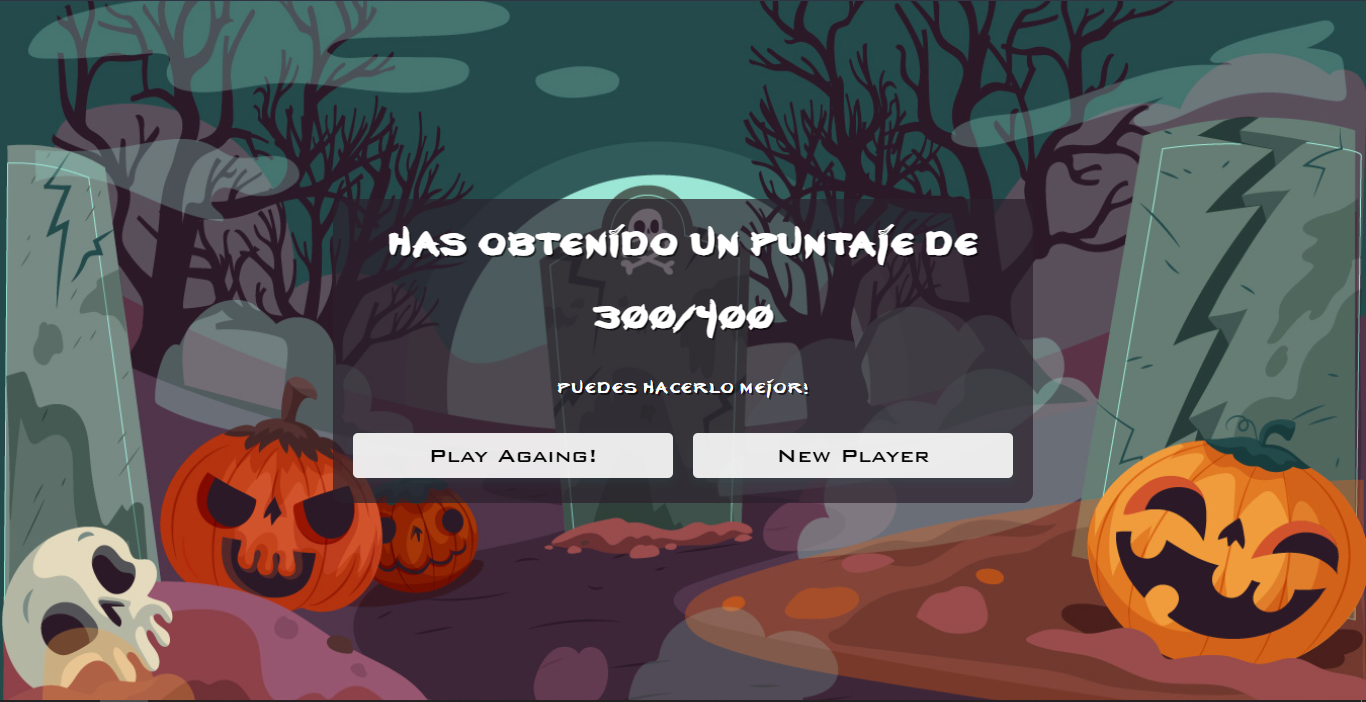 HAS OBTENIDO UN PUNTAJE DE
300/400
PUEDES HACERLO MEJOR!
Play Againg!
New Player